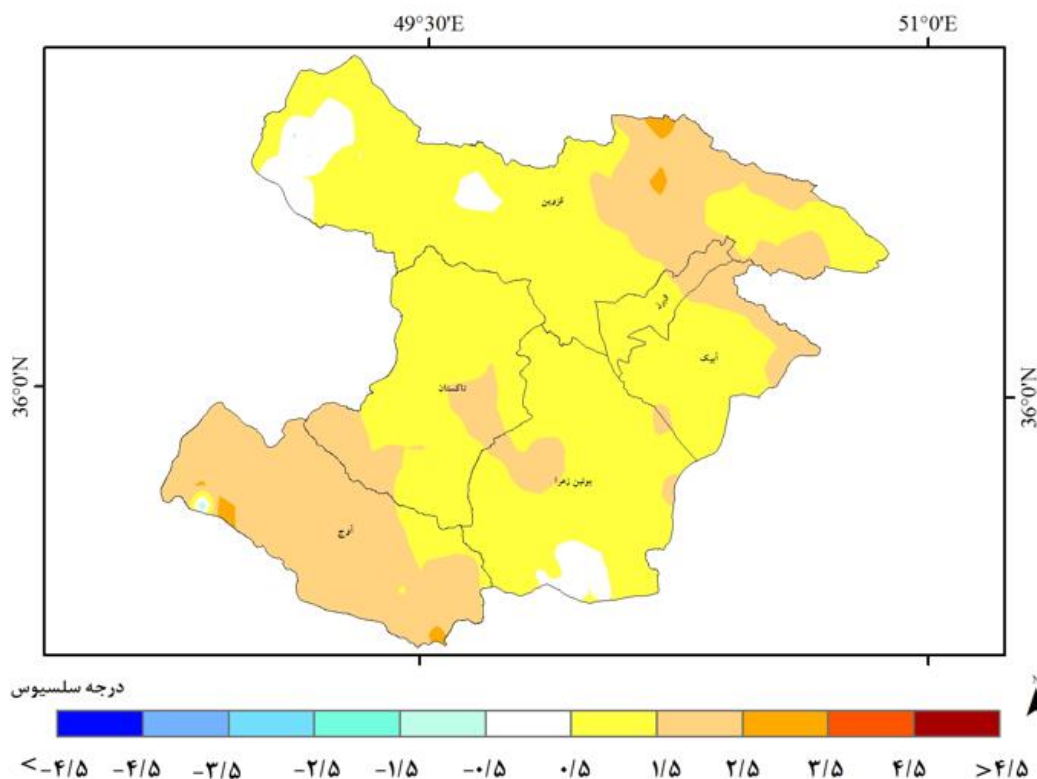 49°30'E 51°0'E
قزوین
البرز
آبیک
36°0'N 36°0'N
تاکستان
بوئین زهرا
آوج
درجه سلسیوس
N
<-۴/۵ -۴/۵ -۳/۵ -۲/۵ -۱/۵ -۰/۵ ۰/۵ ۱/۵ ۲/۵ ۳/۵ ۴/۵ >۴/۵